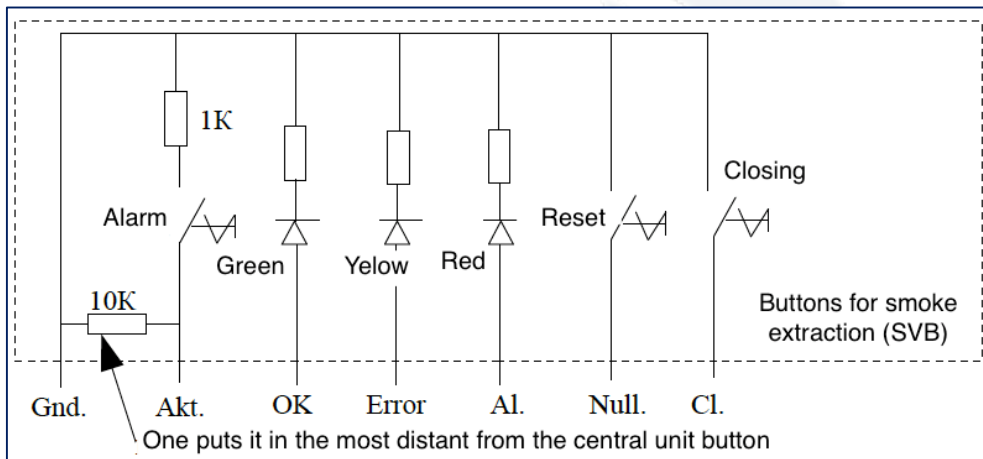 1K
Closing
Alarm
Reset
Green
Yelow
Red
10K
Buttons for smoke
extraction (SVB)
Gnd.
Akt.
OK
Error
Al.
Null.
Cl.
One puts it in the most distant from the central unit button